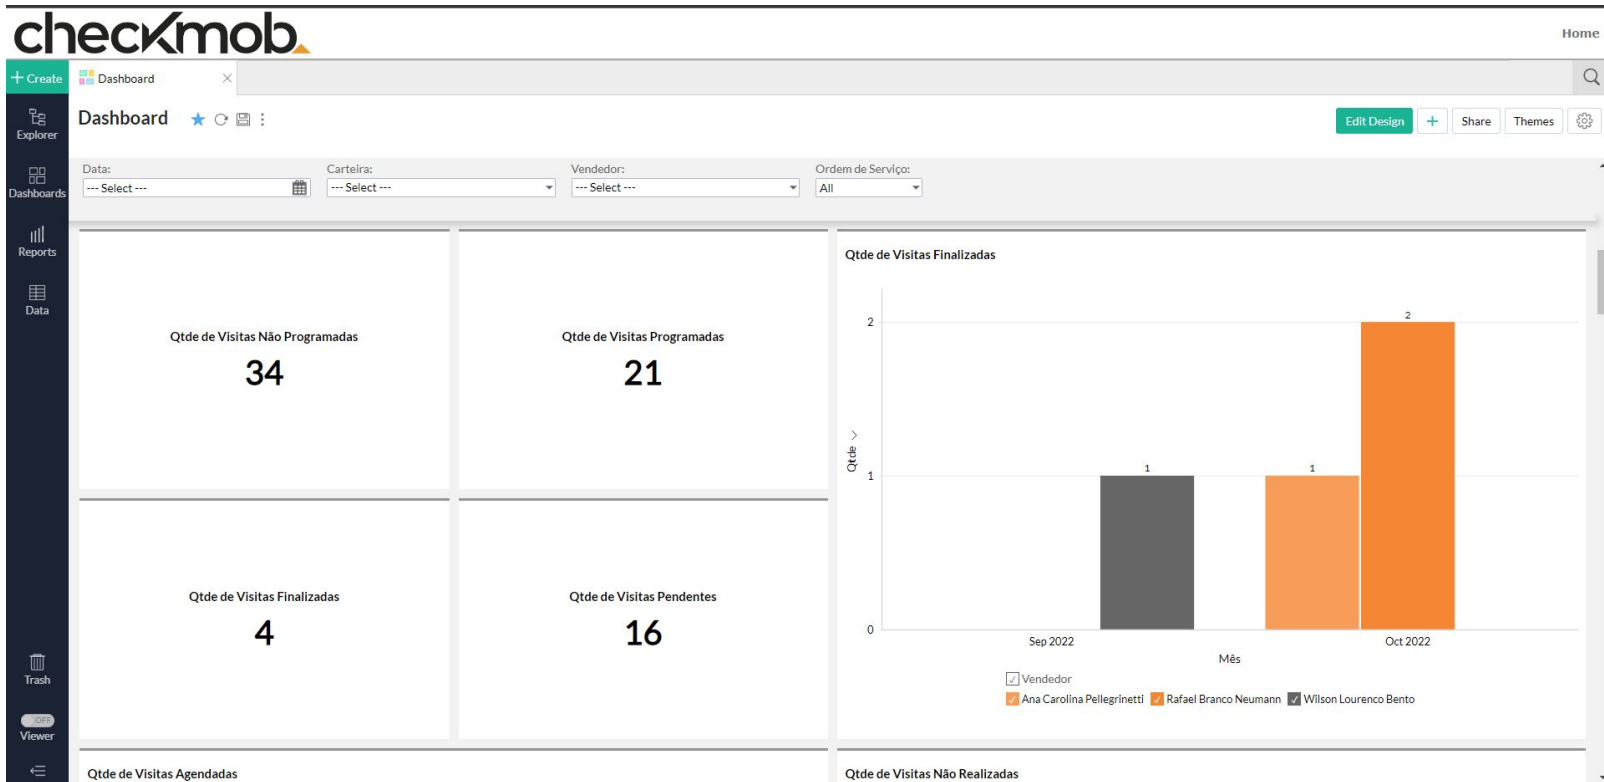 checkmob
Home
+ Create
Dashboard
Explorer
Dashboard
Edit Design
+
Share
Themes
Dashboards
Data:
Carteira:
Vendedor:
Ordem de Serviço:
--- Select ---
--- Select ---
--- Select ---
All
Reports
Data
Qtde de Visitas Não Programadas
34
Qtde de Visitas Programadas
21
Qtde de Visitas Finalizadas
4
Qtde de Visitas Pendentes
16
Qtde de Visitas Finalizadas
Qtde
2
1
0
1
1
2
Sep 2022
Oct 2022
Mês
Vendedor
Ana Carolina Pellegrinetti
Rafael Branco Neumann
Wilson Lourenco Bento
Trash
OFF
Viewer
Qtde de Visitas Agendadas
Qtde de Visitas Não Realizadas